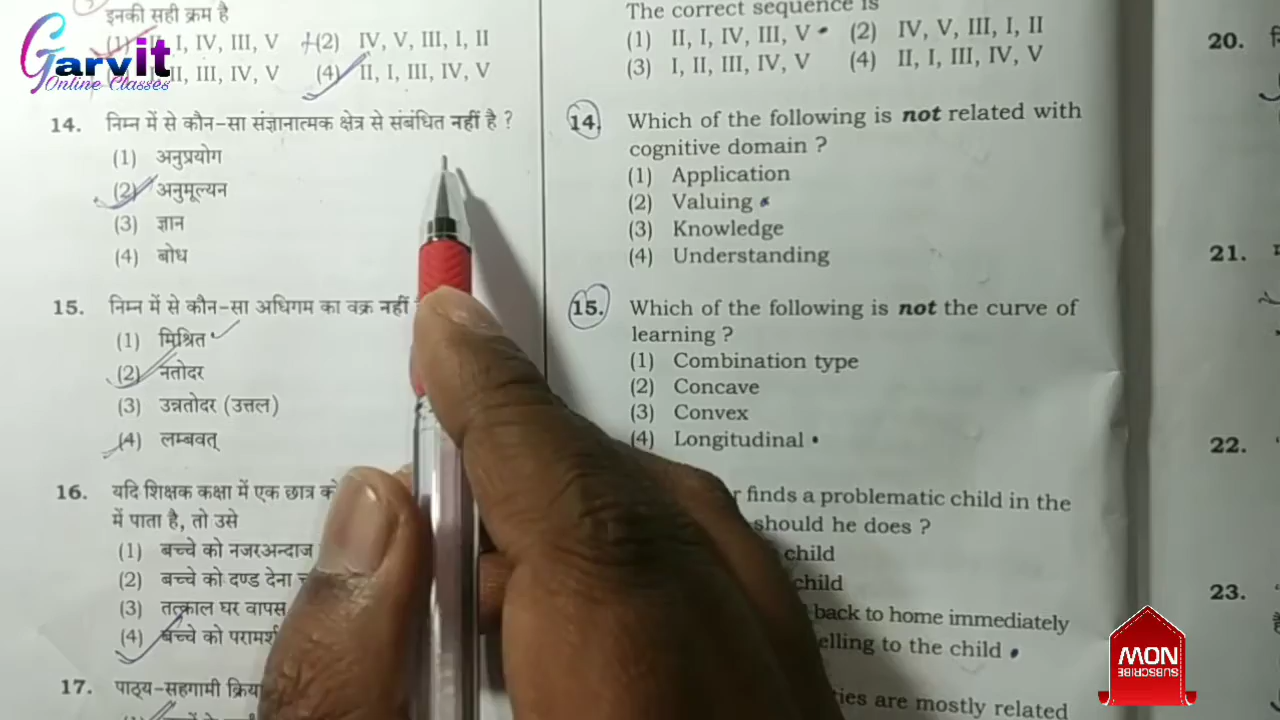 इनकी सही क्रम है
I, IV, III, V (2) IV, V, III, I, II
II, III, IV, V (4) II, I, III, IV, V
14. निम्न में से कौन-सा संज्ञानात्मक क्षेत्र से संबंधित नहीं है ?
(1) अनुप्रयोग
(2) अनुमूल्यन
(3) ज्ञान
(4) बोध
15. निम्न में से कौन-सा अधिगम का वक्र नहीं
(1) मिश्रित
(2) नतोदर
(3) उन्नतोदर (उत्तल)
(4) लम्बवत्
16. यदि शिक्षक कक्षा में एक छात्र को
में पाता है, तो उसे
(1) बच्चे को नजरअन्दाज
(2) बच्चे को दण्ड देना
(3) तत्काल घर वापस
(4) बच्चे को परामर्श
17. पाठ्य-सहगामी
The correct sequence is
(1) II, I, IV, III, V (2) IV, V, III, I, II
(3) I, II, III, IV, V (4) II, I, III, IV, V
14. Which of the following is not related with
cognitive domain ?
(1) Application
(2) Valuing
(3) Knowledge
(4) Understanding
15. Which of the following is not the curve of
learning ?
(1) Combination type
(2) Concave
(3) Convex
(4) Longitudinal
finds a problematic child in the
should he does ?
child
child
back to home immediately
to the child
are mostly related
20.
21.
22.
23.
Garvit
Online Classes
NOW
SUBSCRIBE